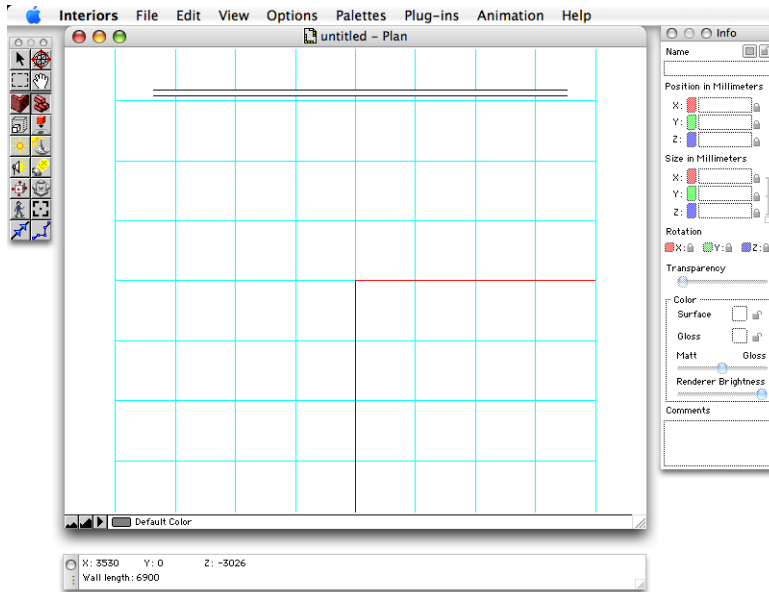 Interiors File Edit View Options Palettes Plug-ins Animation Help
untitled – Plan
Info
Name
Position in Millimeters
X:
Y:
Z:
Size in Millimeters
X:
Y:
Z:
Rotation
X: Y: Z:
Transparency
Color
Surface
Gloss
Matt Gloss
Renderer Brightness
Comments
Default Color
X: 3530 Y: 0 Z: -3026
Wall length: 6900